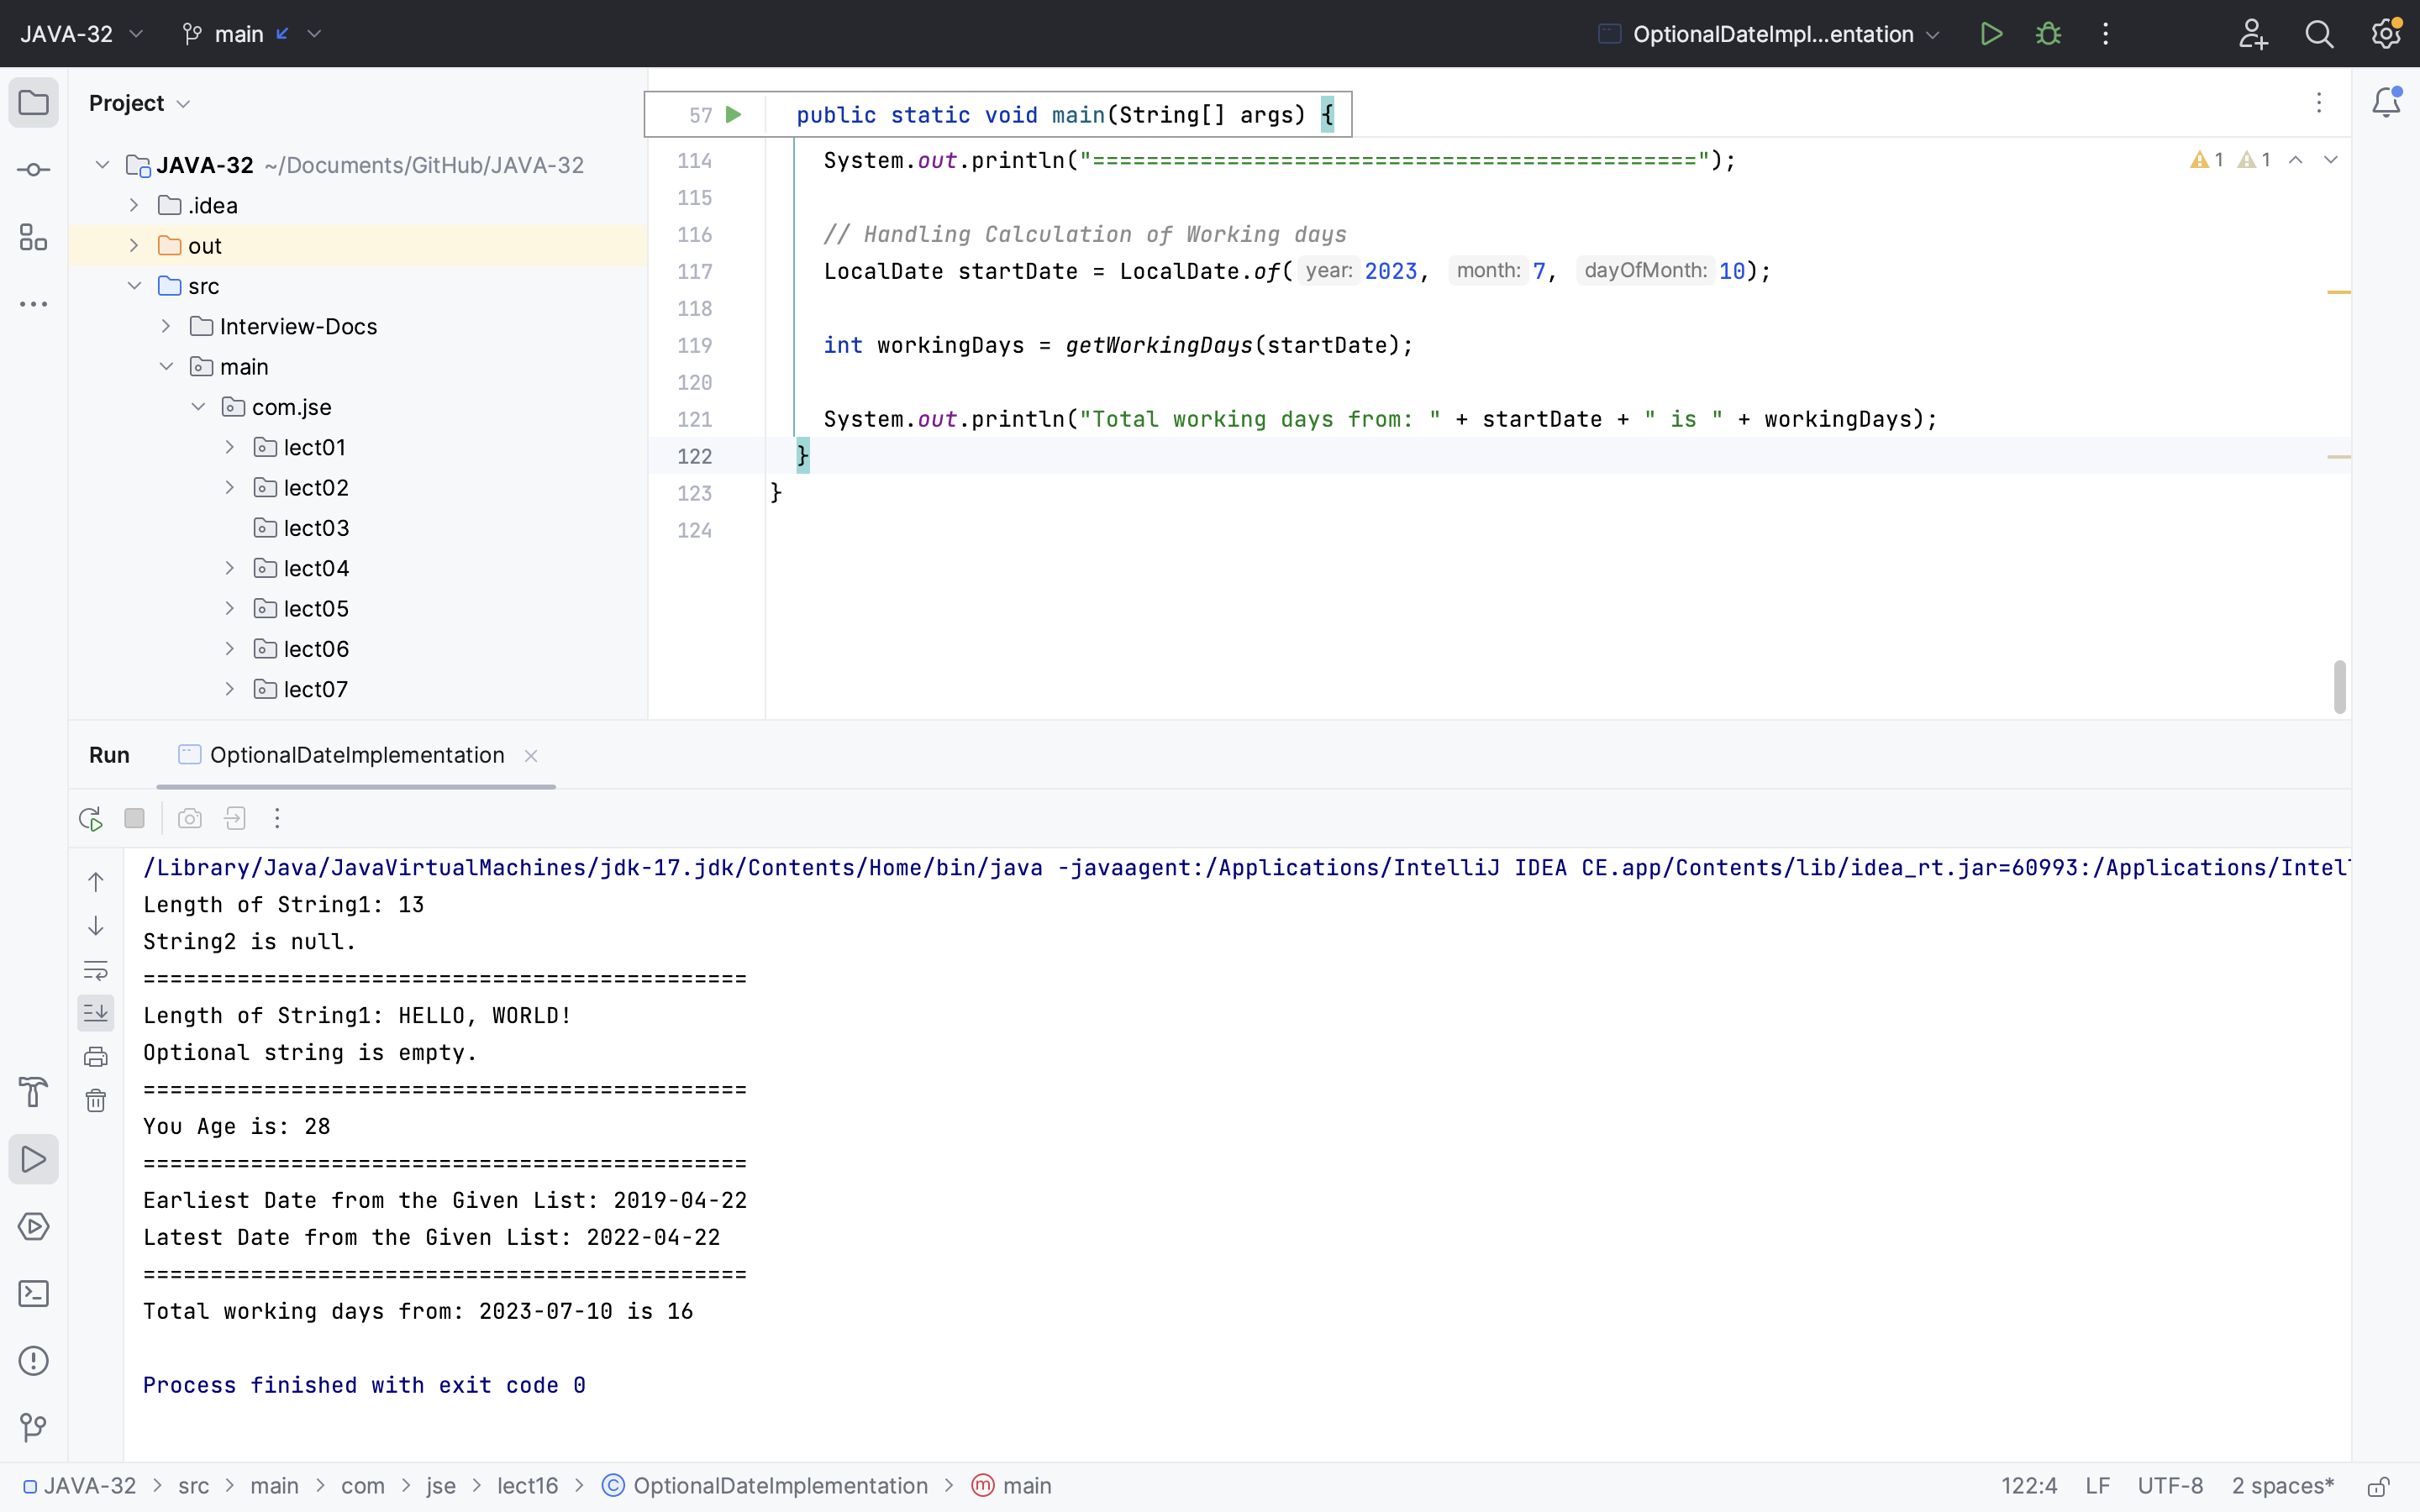 JAVA-32 main OptionalDateImpl...entation
Project
JAVA-32 ~/Documents/GitHub/JAVA-32
.idea
out
src
Interview-Docs
main
com.jse
lect01
lect02
lect03
lect04
lect05
lect06
lect07
57 public static void main(String[] args) {
114 System.out.println("=============================================");
1 1
115
116 // Handling Calculation of Working days
117 LocalDate startDate = LocalDate.of( year: 2023, month: 7, dayOfMonth: 10);
118
119 int workingDays = getWorkingDays(startDate);
120
121 System.out.println("Total working days from: " + startDate + " is " + workingDays);
122 }
123 }
124
Run OptionalDateImplementation
/Library/Java/JavaVirtualMachines/jdk-17.jdk/Contents/Home/bin/java -javaagent:/Applications/IntelliJ IDEA CE.app/Contents/lib/idea_rt.jar=60993:/Applications/Intel
Length of String1: 13
String2 is null.
=============================================
Length of String1: HELLO, WORLD!
Optional string is empty.
=============================================
You Age is: 28
=============================================
Earliest Date from the Given List: 2019-04-22
Latest Date from the Given List: 2022-04-22
=============================================
Total working days from: 2023-07-10 is 16
Process finished with exit code 0
JAVA-32 > src > main > com > jse > lect16 > OptionalDateImplementation > main 122:4 LF UTF-8 2 spaces*